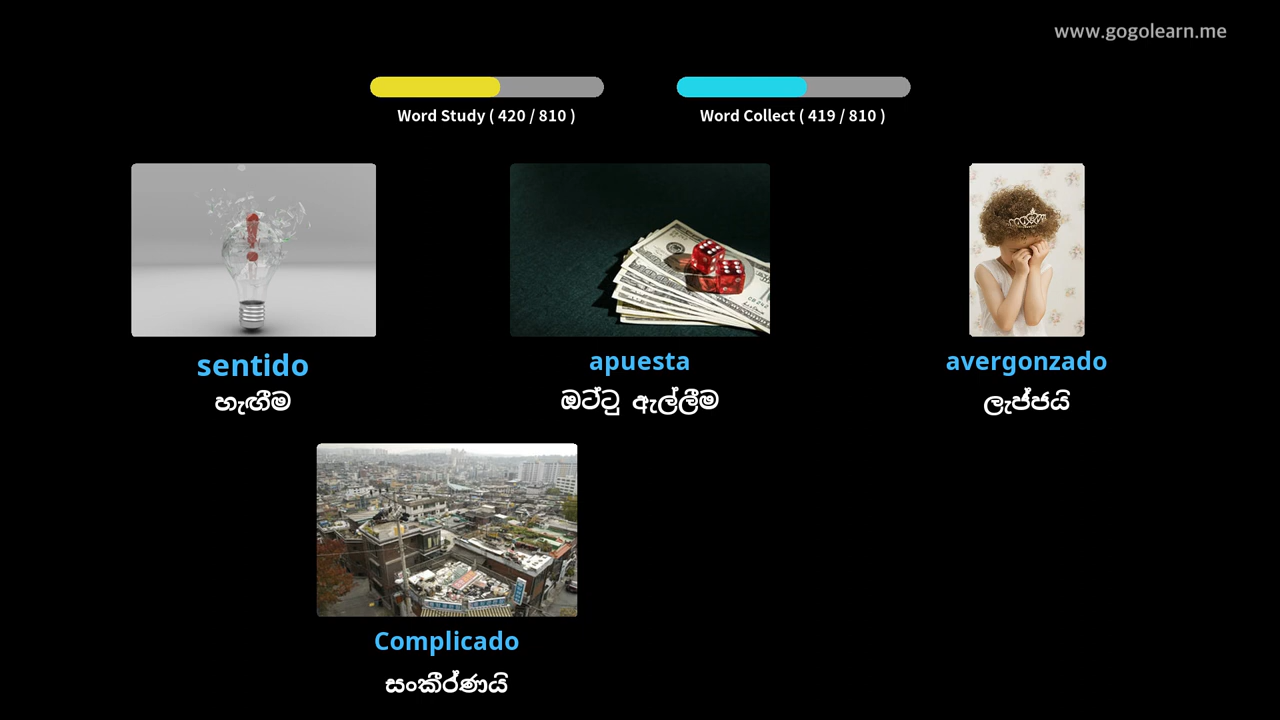 www.gogolearn.me
Word Study ( 420 / 810 )
Word Collect ( 419 / 810 )
sentido
හැඟීම
apuesta
ඔට්ටු ඇල්ලීම
avergonzado
ලැජ්ජයි
Complicado
සංකීර්ණයි